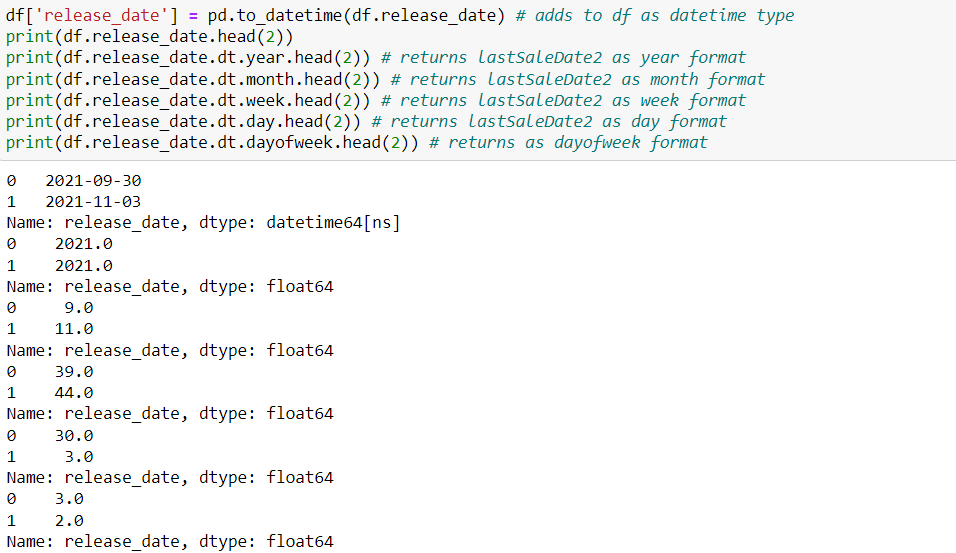 df['release_date'] = pd.to_datetime(df.release_date) # adds to df as datetime type
print(df.release_date.head(2))
print(df.release_date.dt.year.head(2)) # returns lastSaleDate2 as year format
print(df.release_date.dt.month.head(2)) # returns lastSaleDate2 as month format
print(df.release_date.dt.week.head(2)) # returns lastSaleDate2 as week format
print(df.release_date.dt.day.head(2)) # returns lastSaleDate2 as day format
print(df.release_date.dt.dayofweek.head(2)) # returns as dayofweek format
0   2021-09-30
1   2021-11-03
Name: release_date, dtype: datetime64[ns]
0    2021.0
1    2021.0
Name: release_date, dtype: float64
0     9.0
1    11.0
Name: release_date, dtype: float64
0    39.0
1    44.0
Name: release_date, dtype: float64
0    30.0
1     3.0
Name: release_date, dtype: float64
0    3.0
1    2.0
Name: release_date, dtype: float64